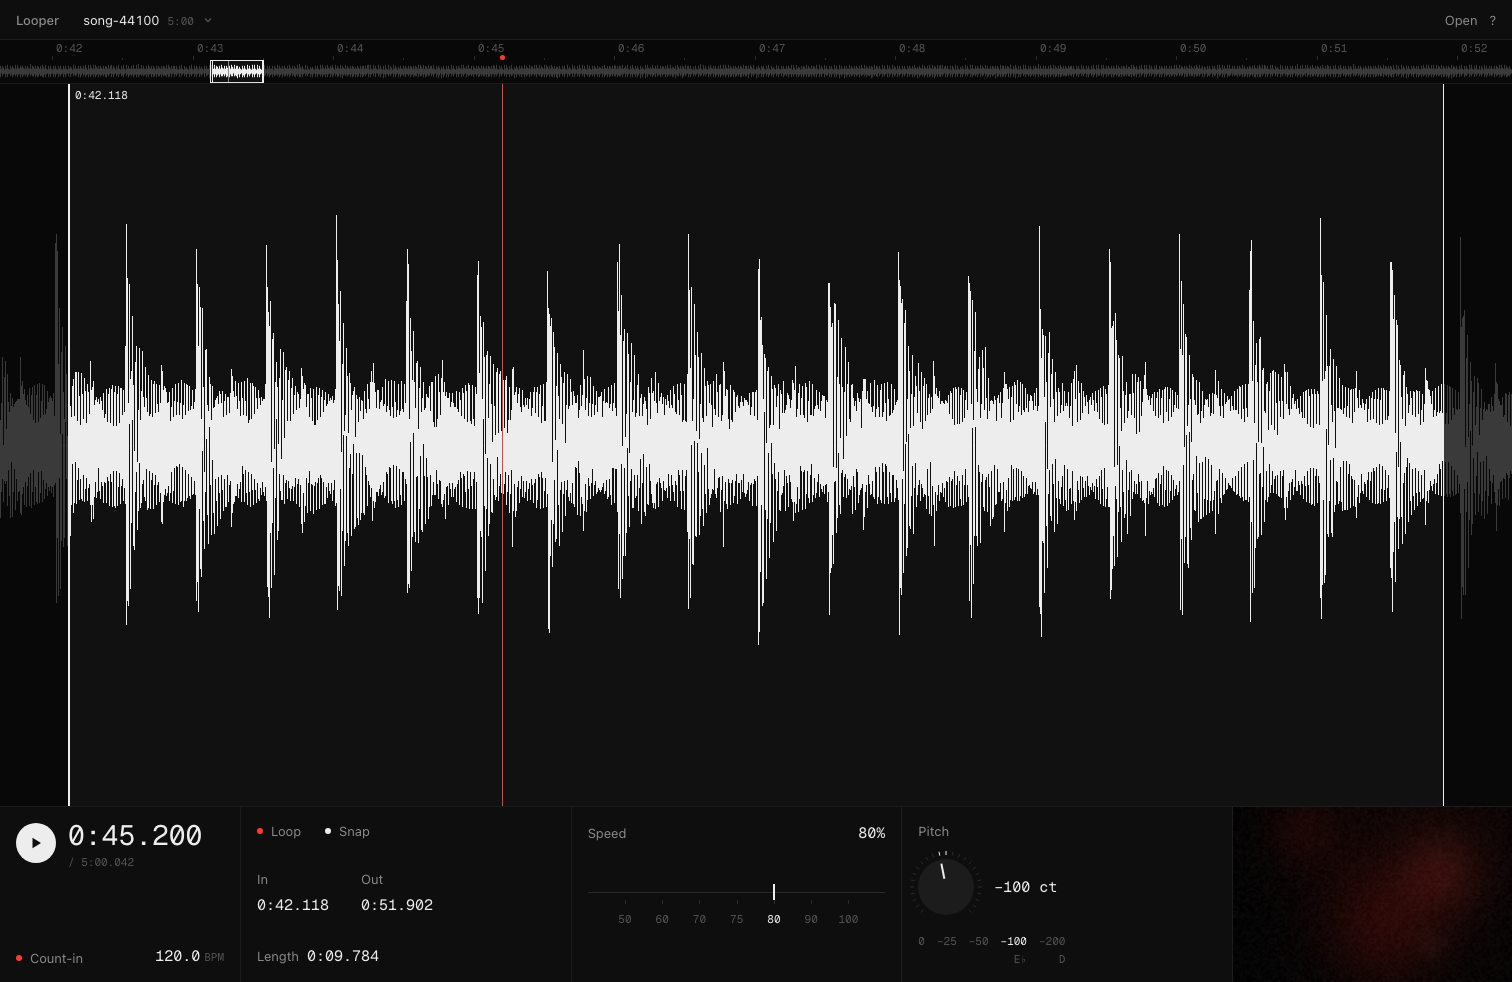 Looper song-44100 5:00 Open ?
0:42 0:43 0:44 0:45 0:46 0:47 0:48 0:49 0:50 0:51 0:52
0:42.118
0:45.200
/ 5:00.042
Count-in 120.0 BPM
Loop Snap
In Out
0:42.118 0:51.902
Length 0:09.784
Speed 80%
50 60 70 75 80 90 100
Pitch
−100 ct
0 −25 −50 −100 −200
E♭ D